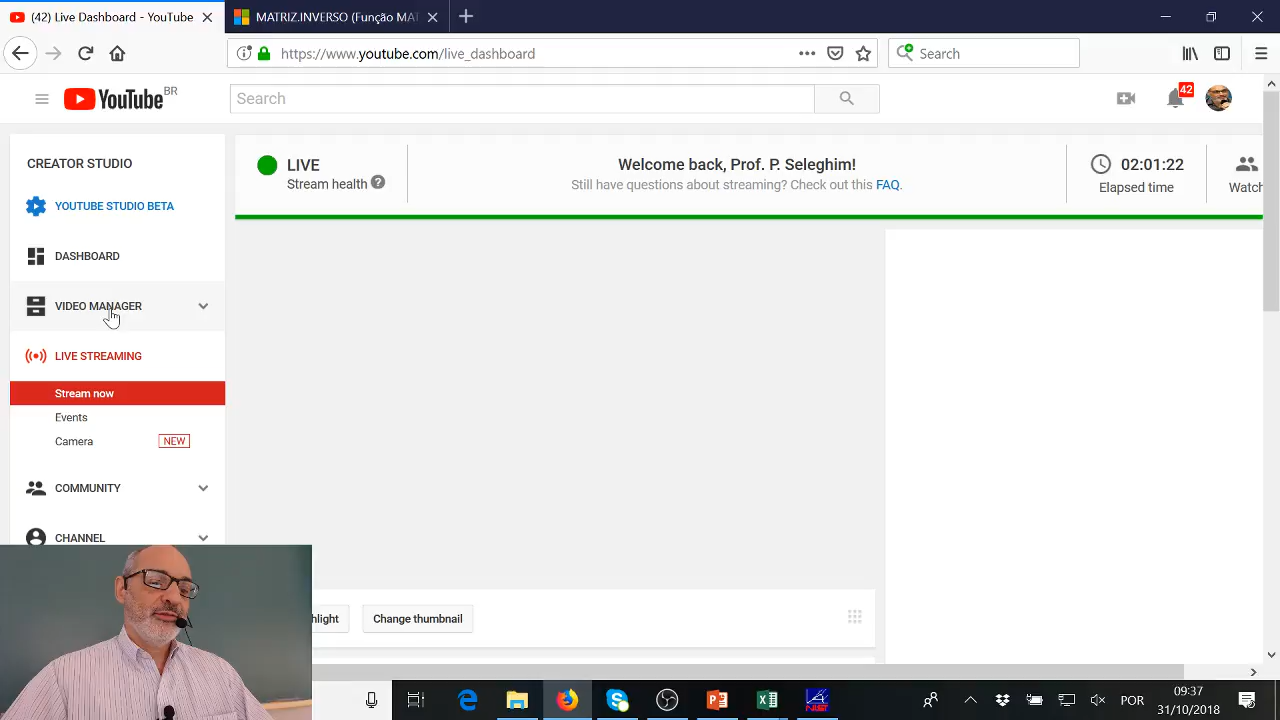 (42) Live Dashboard - YouTube
MATRIZ.INVERSO (Função MA
https://www.youtube.com/live_dashboard
Search
YouTube BR
Search
42
CREATOR STUDIO
YOUTUBE STUDIO BETA
DASHBOARD
VIDEO MANAGER
LIVE STREAMING
Stream now
Events
Camera NEW
COMMUNITY
CHANNEL
LIVE
Stream health
Welcome back, Prof. P. Seleghim!
Still have questions about streaming? Check out this FAQ.
02:01:22
Elapsed time
Watch
hlight
Change thumbnail
POR
09:37
31/10/2018